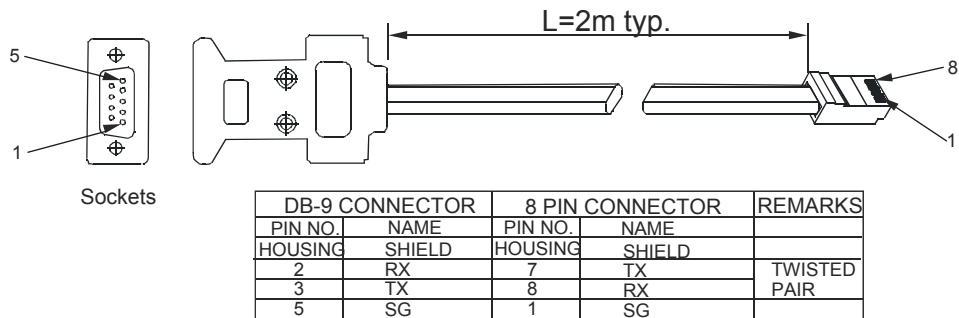 L=2m typ.
5
8
1
1
Sockets
DB-9 CONNECTOR 8 PIN CONNECTOR REMARKS
PIN NO. NAME PIN NO. NAME
HOUSING SHIELD HOUSING SHIELD
2 RX 7 TX TWISTED
3 TX 8 RX PAIR
5 SG 1 SG